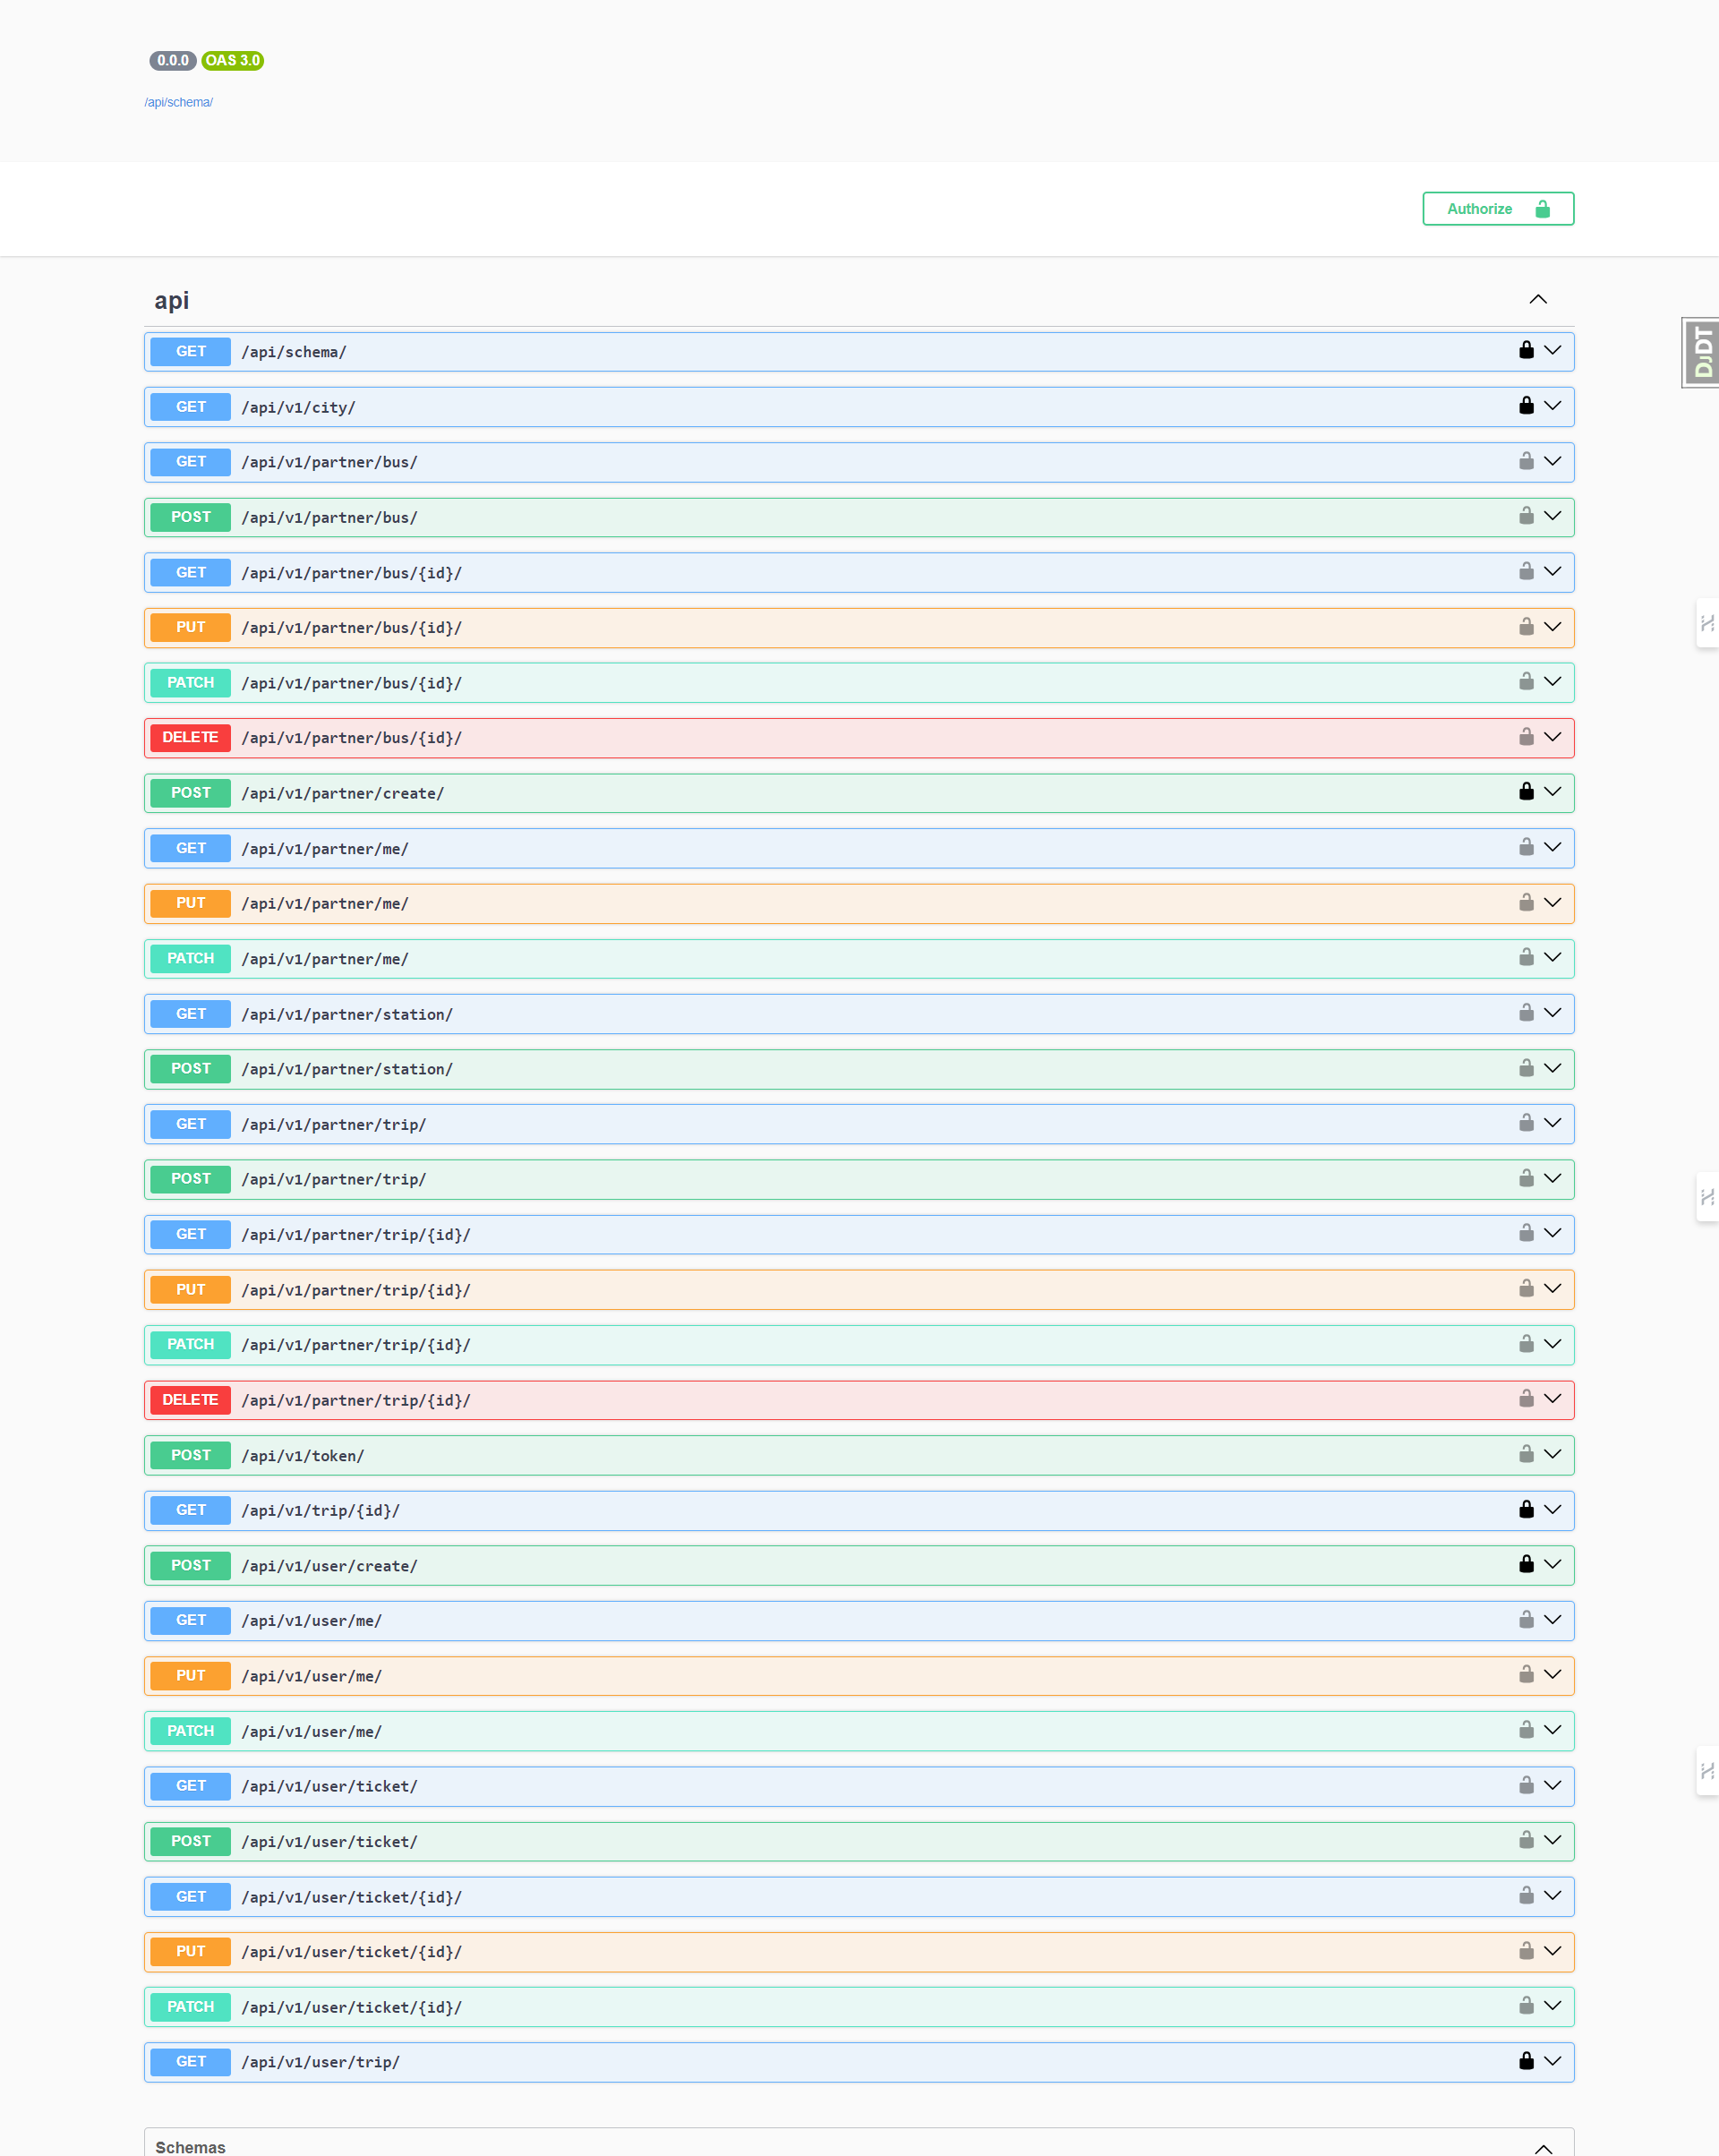 0.0.0 OAS 3.0
/api/schema/
Authorize
api
GET /api/schema/
GET /api/v1/city/
GET /api/v1/partner/bus/
POST /api/v1/partner/bus/
GET /api/v1/partner/bus/{id}/
PUT /api/v1/partner/bus/{id}/
PATCH /api/v1/partner/bus/{id}/
DELETE /api/v1/partner/bus/{id}/
POST /api/v1/partner/create/
GET /api/v1/partner/me/
PUT /api/v1/partner/me/
PATCH /api/v1/partner/me/
GET /api/v1/partner/station/
POST /api/v1/partner/station/
GET /api/v1/partner/trip/
POST /api/v1/partner/trip/
GET /api/v1/partner/trip/{id}/
PUT /api/v1/partner/trip/{id}/
PATCH /api/v1/partner/trip/{id}/
DELETE /api/v1/partner/trip/{id}/
POST /api/v1/token/
GET /api/v1/trip/{id}/
POST /api/v1/user/create/
GET /api/v1/user/me/
PUT /api/v1/user/me/
PATCH /api/v1/user/me/
GET /api/v1/user/ticket/
POST /api/v1/user/ticket/
GET /api/v1/user/ticket/{id}/
PUT /api/v1/user/ticket/{id}/
PATCH /api/v1/user/ticket/{id}/
GET /api/v1/user/trip/
Schemas
DJDT